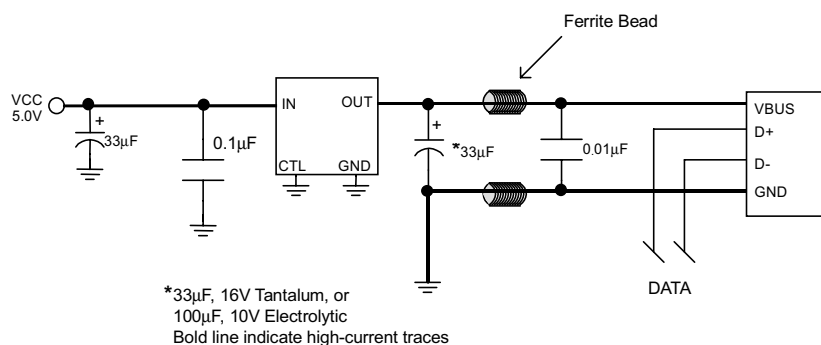 Ferrite Bead
VCC
5.0V
+
33μF
0.1μF
IN
OUT
CTL
GND
+
*33μF
0.01μF
VBUS
D+
D-
GND
DATA
*33μF, 16V Tantalum, or
100μF, 10V Electrolytic
Bold line indicate high-current traces